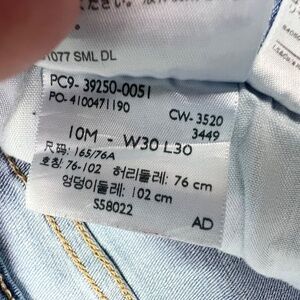 1077 SML DL
PC9- 39250-0051
PO- 4100471190
CW- 3520
3449
10M - W30 L30
尺码: 165/76A
호칭: 76-102 허리둘레: 76 cm
엉덩이둘레: 102 cm
S58022
AD